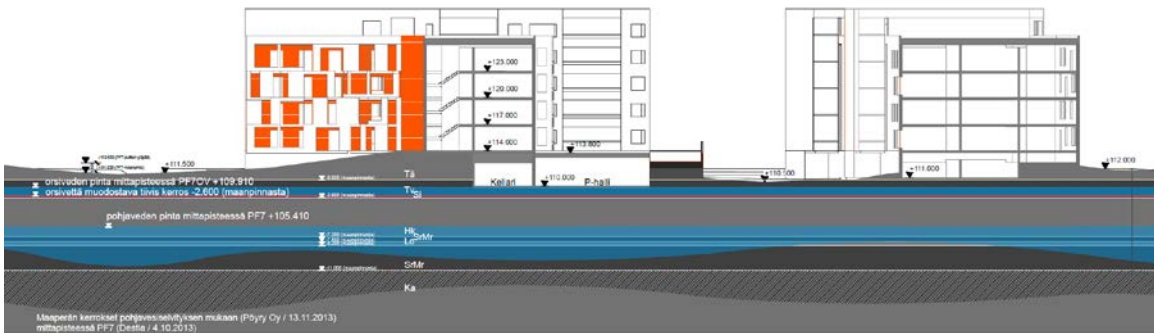 +123.000
+120.000
+117.000
+114.000
+113.800
+111.500
+112.000
+111.000
+110.500
+110.000
Kellari
P-halli
Tä
orsiveden pinta mittapisteessä PF7OV +109.910
orsivettä muodostava tiivis kerros -2.600 (maanpinnasta)
Tv
Si
pohjaveden pinta mittapisteessä PF7 +105.410
Hk
SrMr
Le
SrMr
Ka
Maaperän kerrokset pohjavesiselvityksen mukaan (Pöyry Oy / 13.11.2013)
mittapisteessä PF7 (Destia / 4.10.2013)